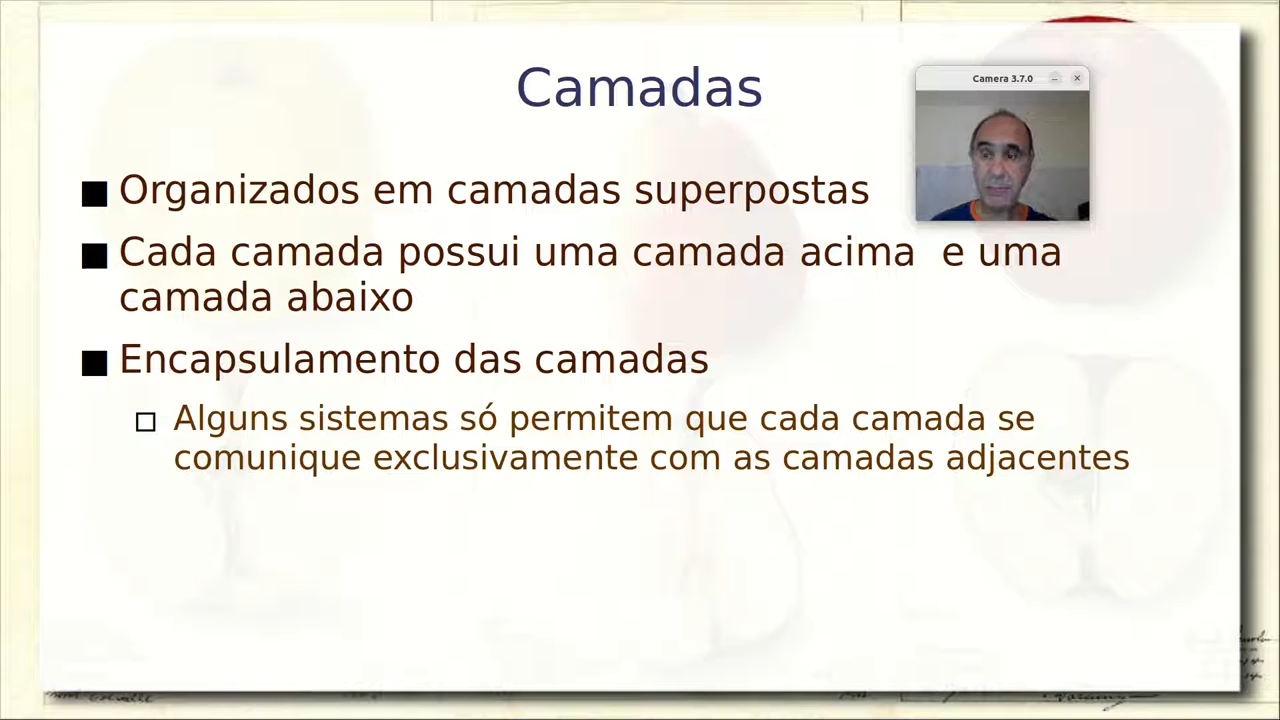 Camadas
Camera 3.7.0
Organizados em camadas superpostas
Cada camada possui uma camada acima e uma
camada abaixo
Encapsulamento das camadas
Alguns sistemas só permitem que cada camada se
comunique exclusivamente com as camadas adjacentes